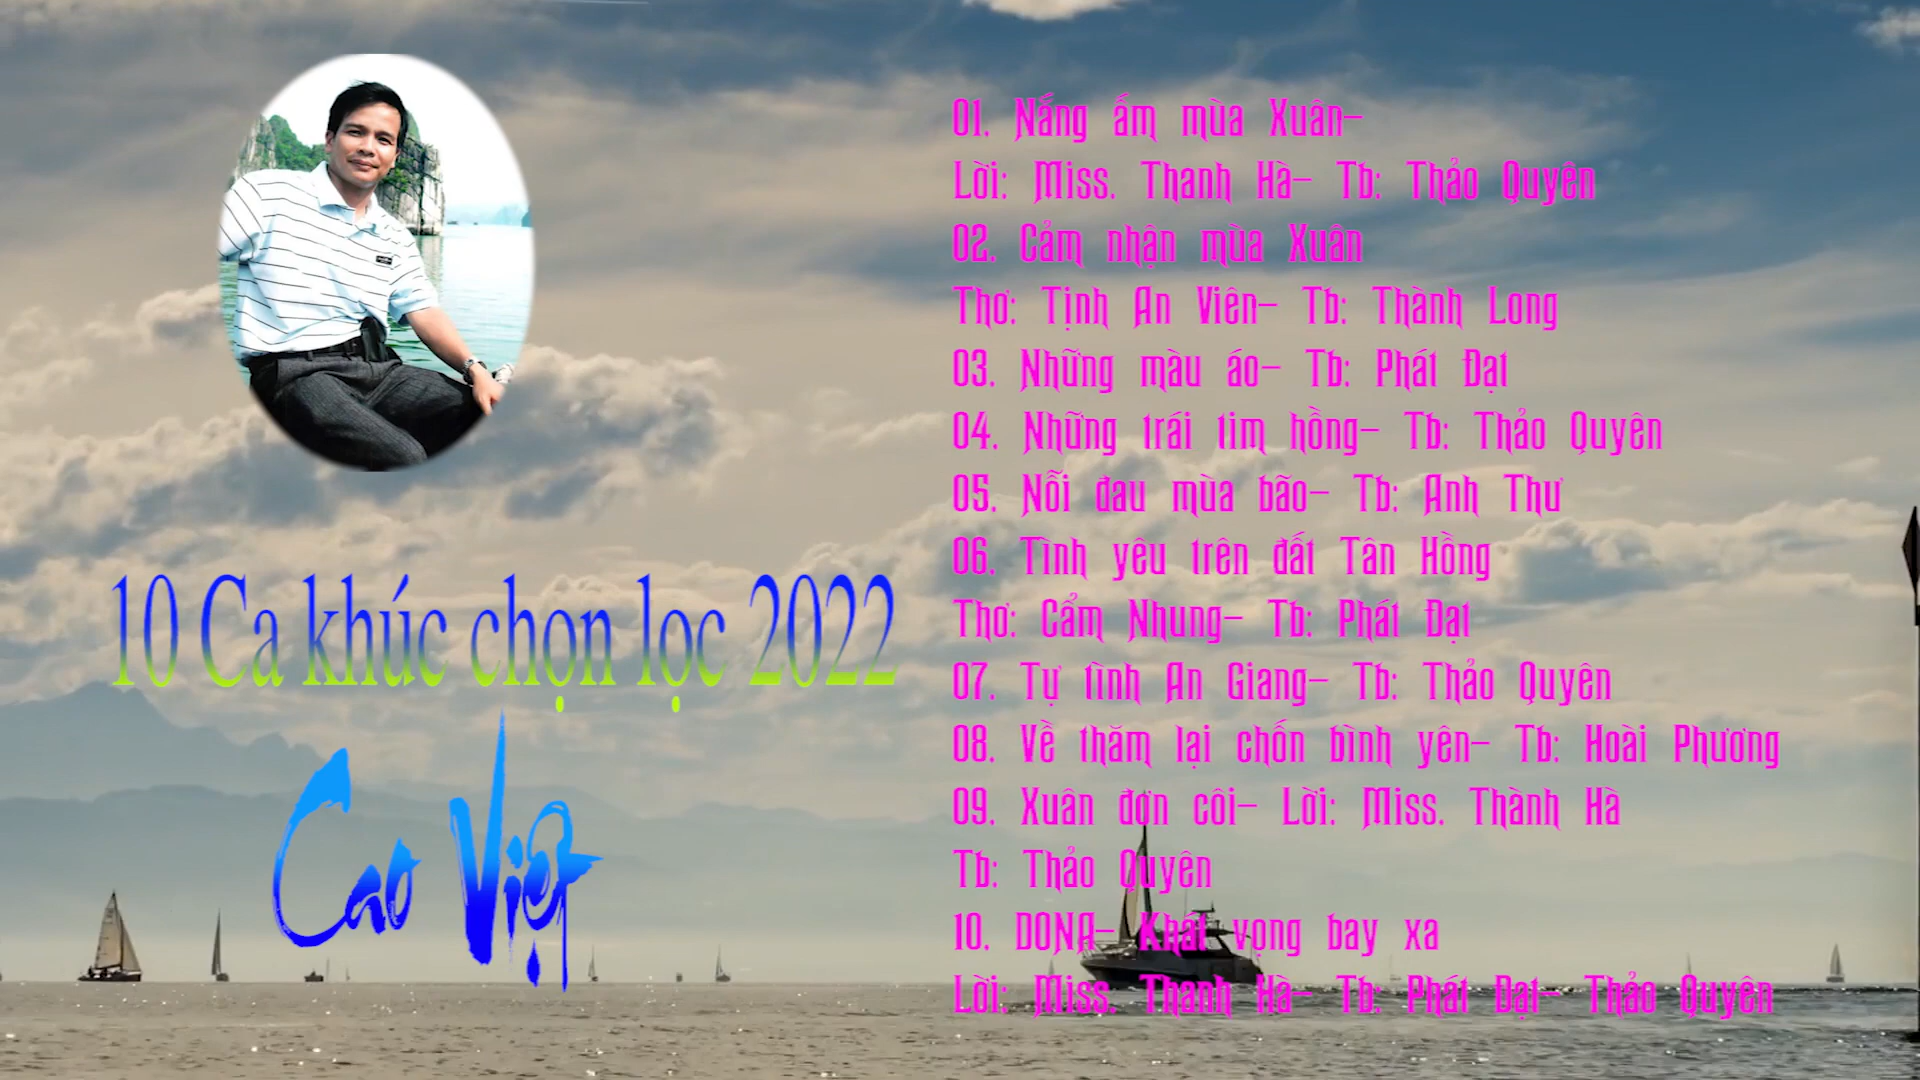 10 Ca khúc chọn lọc 2022
Cao Việt
01. Nắng ấm mùa Xuân-
Lời: Miss. Thanh Hà- Tb: Thảo Quyên
02. Cảm nhận mùa Xuân
Thơ: Tịnh An Viên- Tb: Thành Long
03. Những màu áo- Tb: Phát Đạt
04. Những trái tim hồng- Tb: Thảo Quyên
05. Nỗi đau mùa bão- Tb: Anh Thư
06. Tình yêu trên đất Tân Hồng
Thơ: Cẩm Nhung- Tb: Phát Đạt
07. Tự tình An Giang- Tb: Thảo Quyên
08. Về thăm lại chốn bình yên- Tb: Hoài Phương
09. Xuân đơn côi- Lời: Miss. Thành Hà
Tb: Thảo Quyên
10. DONA- Khát vọng bay xa
Lời: Miss. Thanh Hà- Tb: Phát Đạt- Thảo Quyên